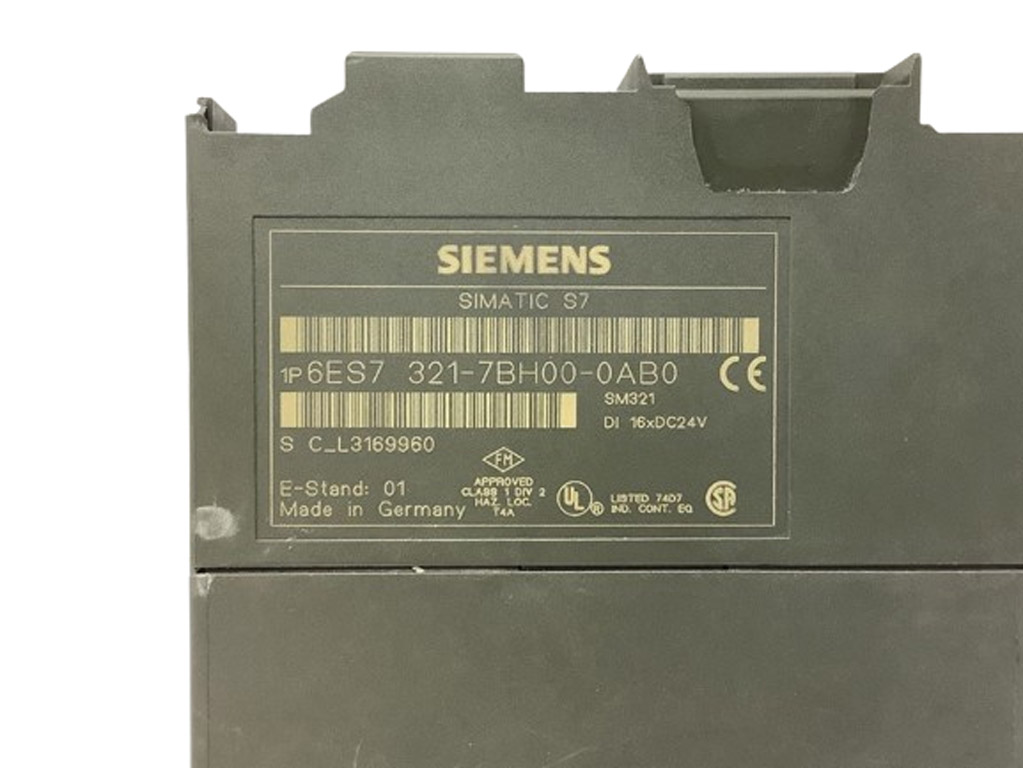 SIEMENS
SIMATIC S7
1P 6ES7 321-7BH00-0AB0
CE
SM321
DI 16xDC24V
S C_L3169960
FM
APPROVED
CLASS 1 DIV 2
HAZ. LOC.
T4A
E-Stand: 01
Made in Germany
UL ®
LISTED 74D7
IND. CONT. EQ
SA